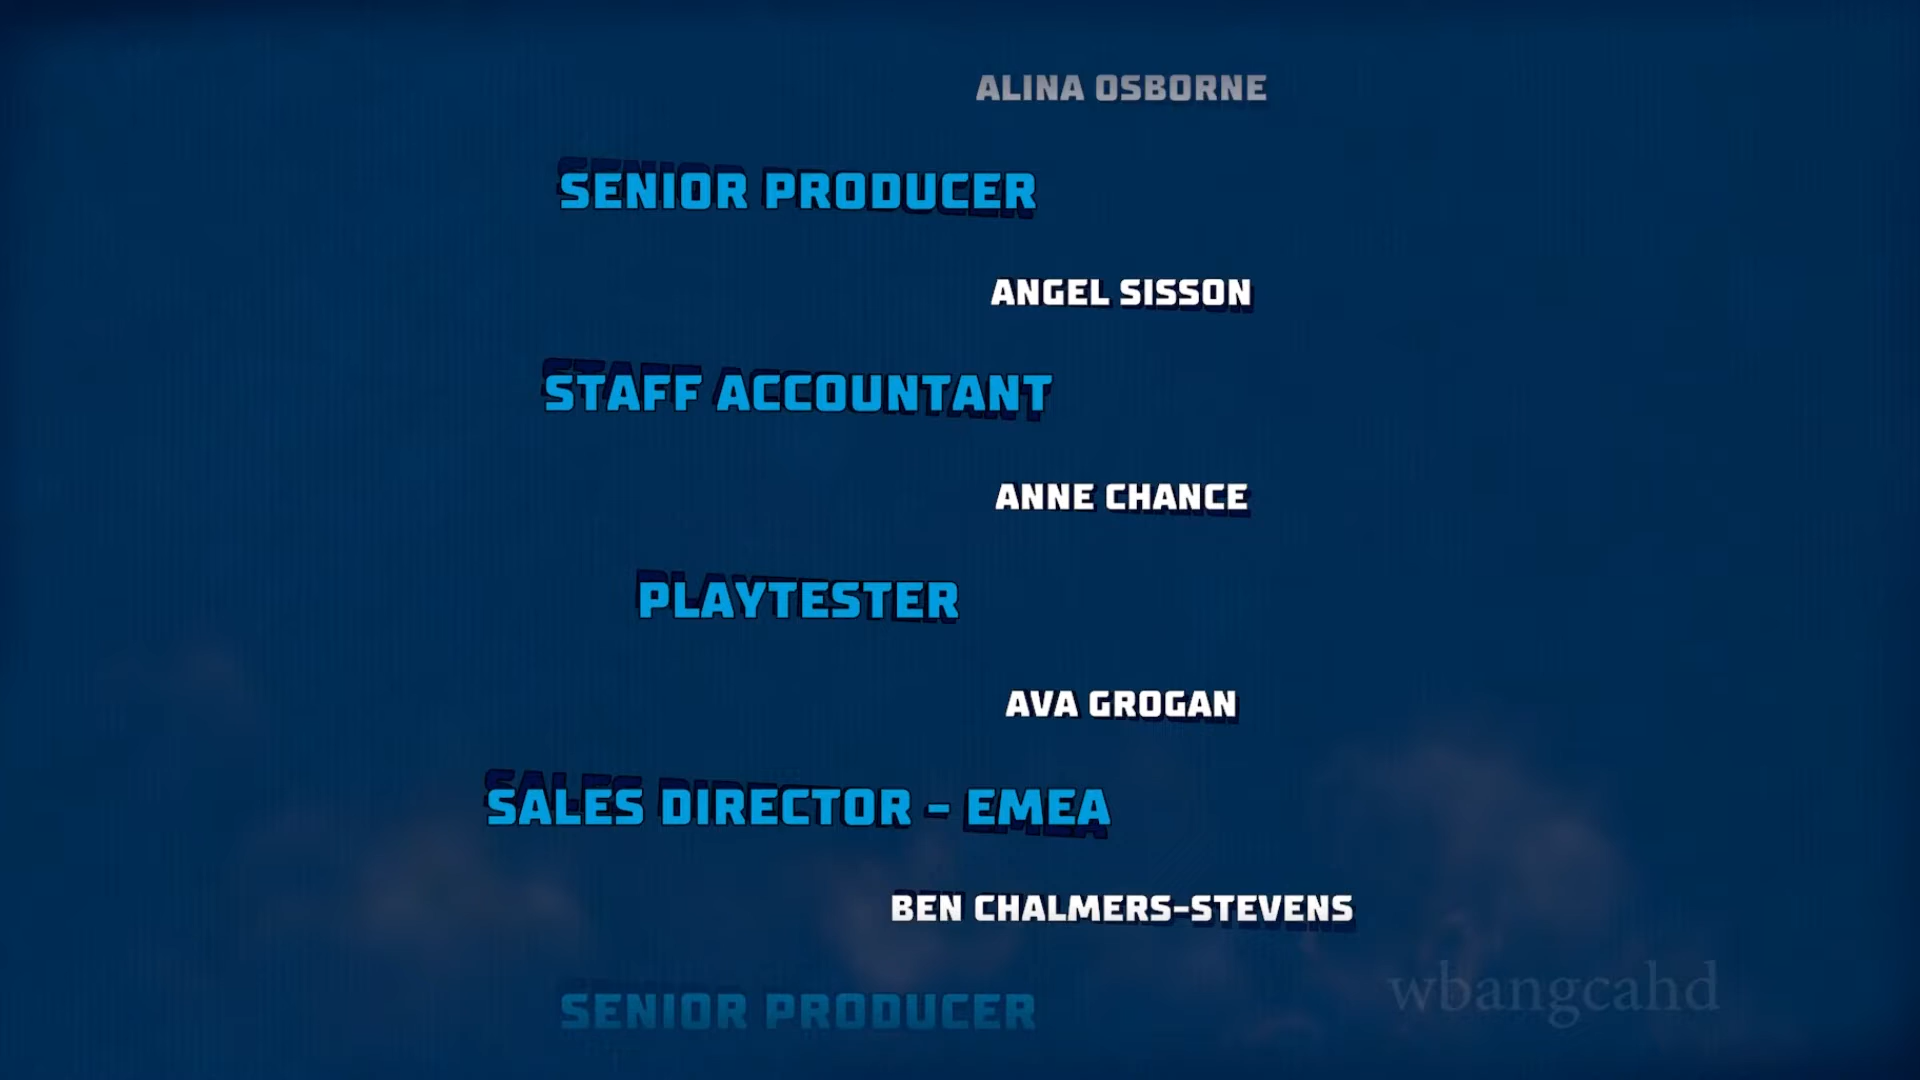 ALINA OSBORNE
SENIOR PRODUCER
ANGEL SISSON
STAFF ACCOUNTANT
ANNE CHANCE
PLAYTESTER
AVA GROGAN
SALES DIRECTOR - EMEA
BEN CHALMERS-STEVENS
SENIOR PRODUCER
wbangcahd